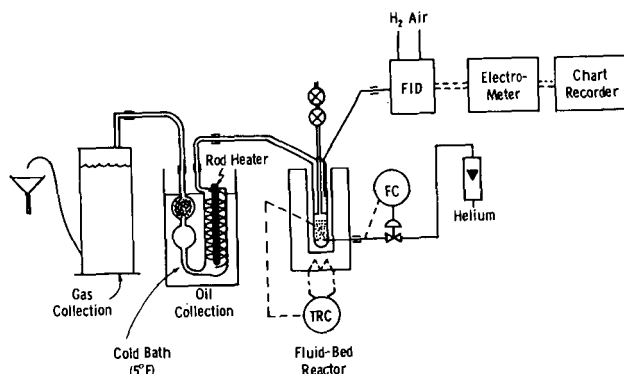 H2 Air
FID
Electro-
Meter
Chart
Recorder
Rod Heater
FC
Helium
Gas
Collection
Oil
Collection
TRC
Cold Bath
(5°F)
Fluid-Bed
Reactor